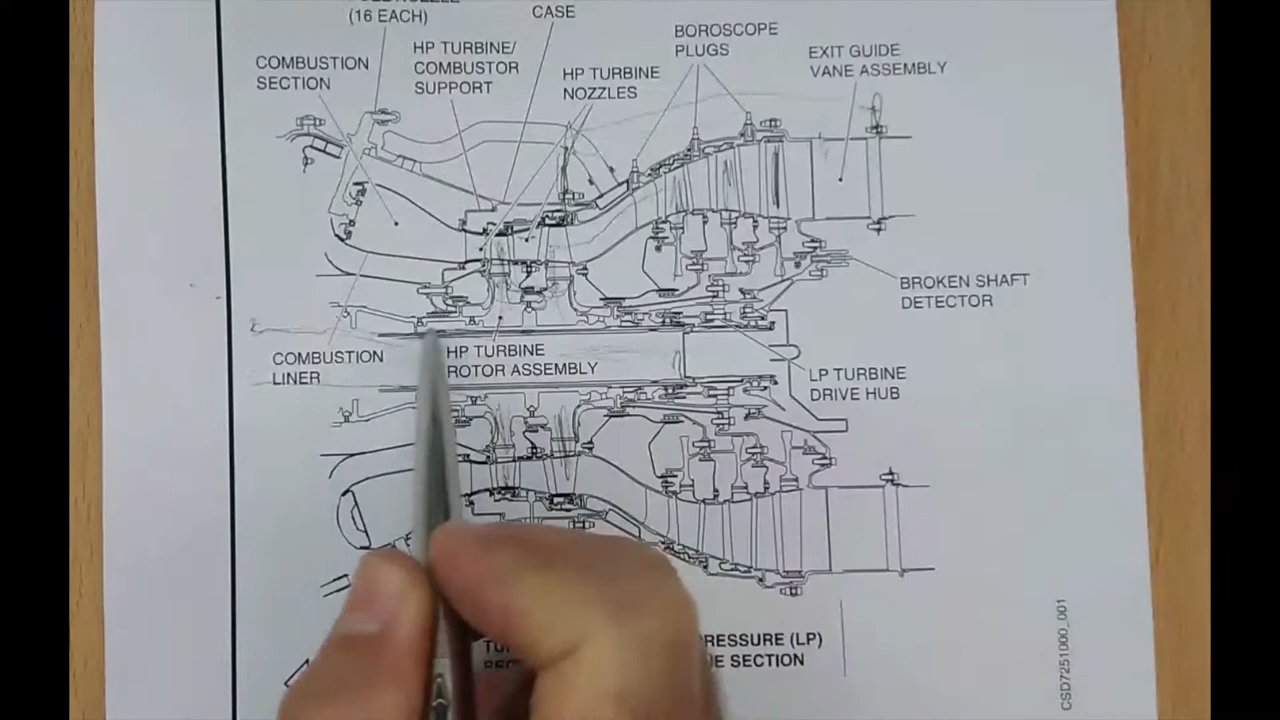 (16 EACH)
CASE
COMBUSTION
SECTION
HP TURBINE/
COMBUSTOR
SUPPORT
HP TURBINE
NOZZLES
BOROSCOPE
PLUGS
EXIT GUIDE
VANE ASSEMBLY
BROKEN SHAFT
DETECTOR
COMBUSTION
LINER
HP TURBINE
ROTOR ASSEMBLY
LP TURBINE
DRIVE HUB
RESSURE (LP)
SECTION
CSD7251000_001